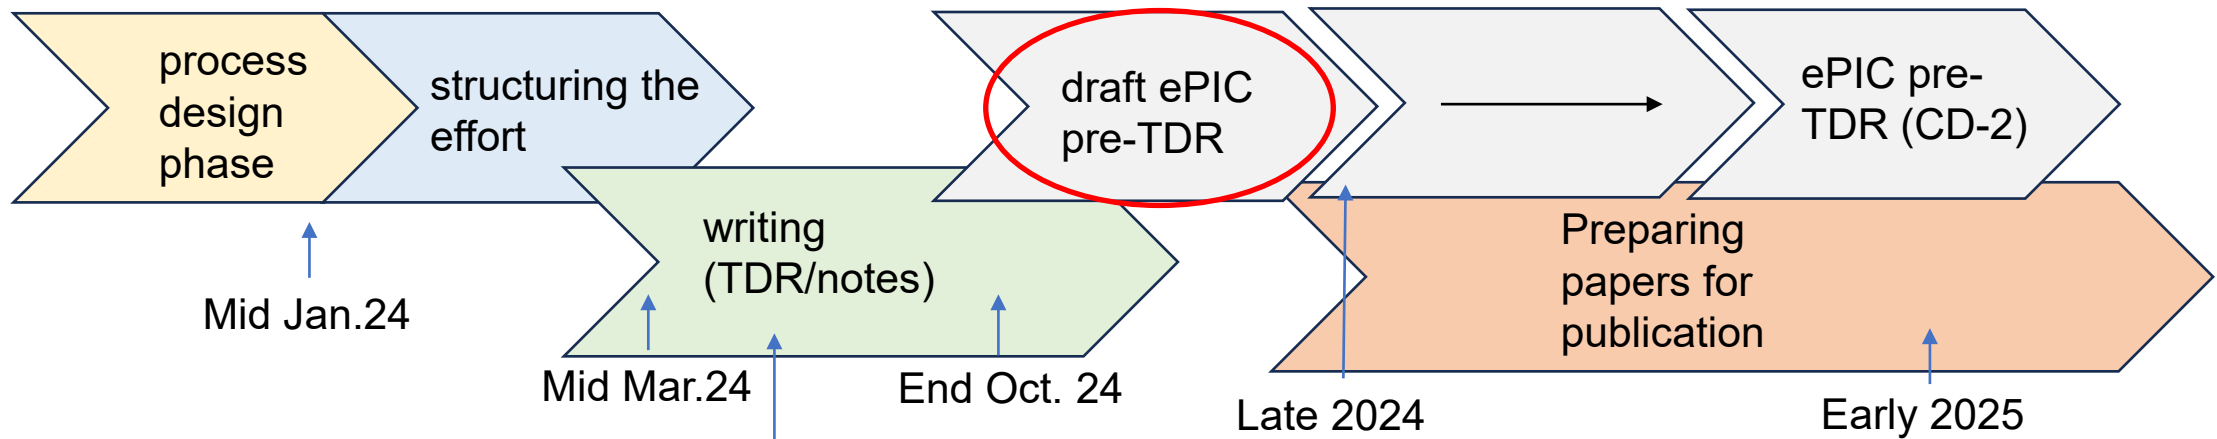 process
design
phase
structuring the
effort
draft ePIC
pre-TDR
ePIC pre-
TDR (CD-2)
writing
(TDR/notes)
Preparing
papers for
publication
Mid Jan.24
Mid Mar.24
End Oct. 24
Late 2024
Early 2025